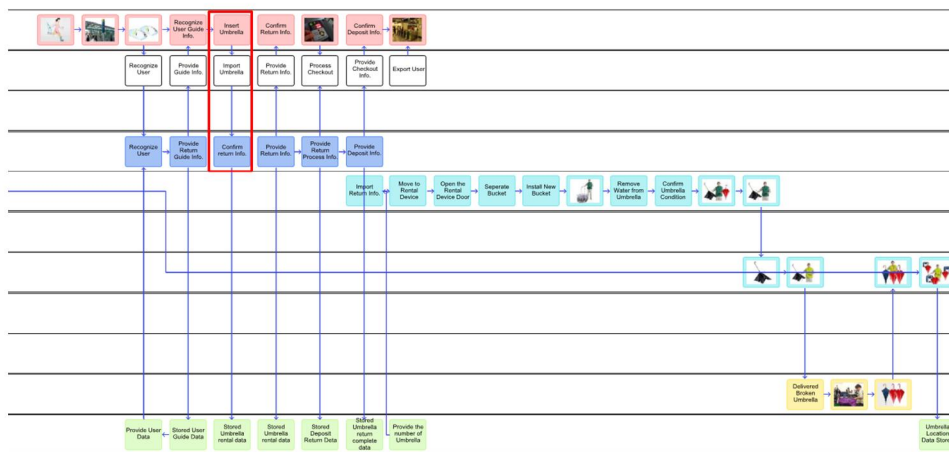 Recognize
User Guide
Info.
Insert
Umbrella
Confirm
Return Info.
Confirm
Deposit Info.
Recognize
User
Provide
Guide Info.
Import
Umbrella
Provide
Return Info.
Process
Checkout
Provide
Checkout
Info.
Export User
Recognize
User
Provide
Return
Guide Info.
Confirm
return Info.
Provide
Return Info.
Provide
Return
Process Info.
Provide
Deposit Info.
Import
Return Info.
Move to
Rental
Device
Open the
Rental
Device Door
Seperate
Bucket
Install New
Bucket
Remove
Water from
Umbrella
Confirm
Umbrella
Condition
Delivered
Broken
Umbrella
Provide User
Data
Stored User
Guide Data
Stored
Umbrella
rental data
Stored
Umbrella
rental data
Stored
Deposit
Return Data
Stored
Umbrella
return
complete
data
Provide the
number of
Umbrella
Umbrella
Location
Data Store